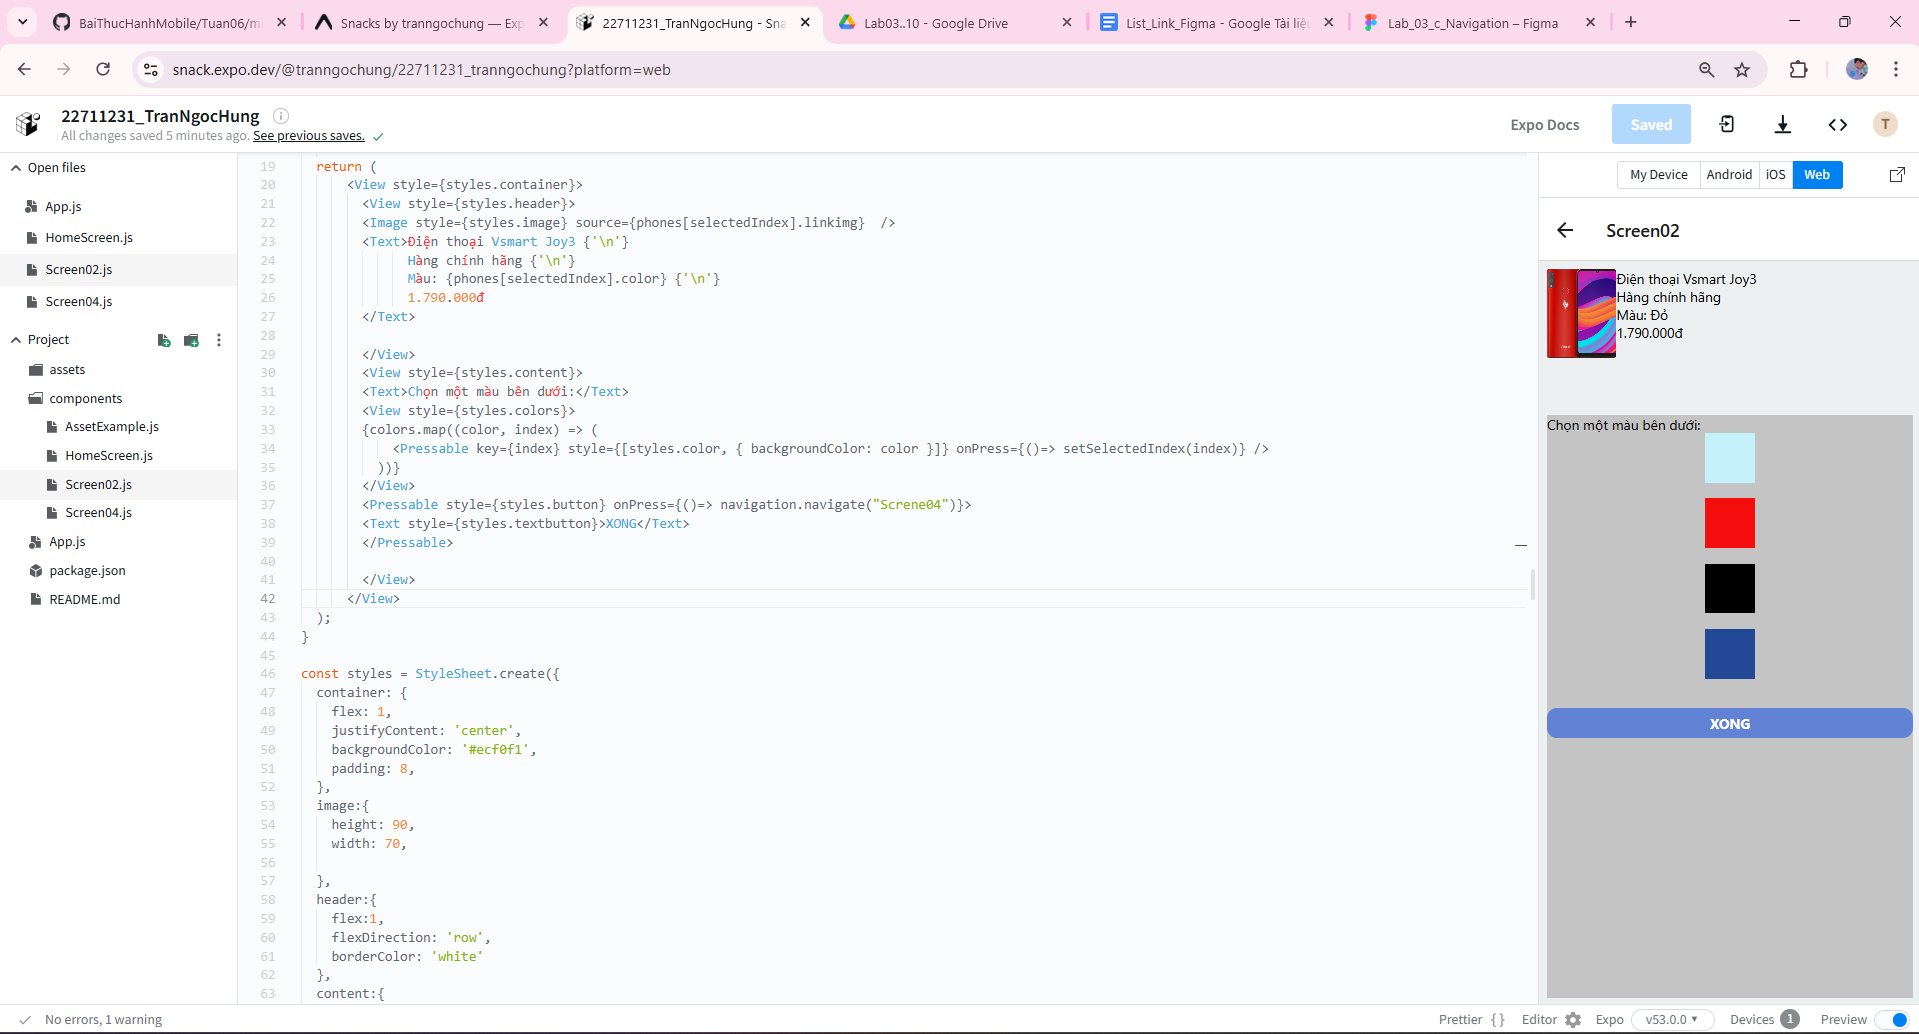 BaiThucHanhMobile/Tuan06/mi
Snacks by tranngochung — Exp
22711231_TranNgocHung - Sna
Lab03..10 - Google Drive
List_Link_Figma - Google Tài liệu
Lab_03_c_Navigation – Figma
snack.expo.dev/@tranngochung/22711231_tranngochung?platform=web
22711231_TranNgocHung
All changes saved 5 minutes ago. See previous saves.
Expo Docs
Saved
T
Open files
App.js
HomeScreen.js
Screen02.js
Screen04.js
Project
assets
components
AssetExample.js
HomeScreen.js
Screen02.js
Screen04.js
App.js
package.json
README.md
19 return (
20 <View style={styles.container}>
21 <View style={styles.header}>
22 <Image style={styles.image} source={phones[selectedIndex].linkimg}  />
23 <Text>Điện thoại Vsmart Joy3 {'\n'}
24 Hàng chính hãng {'\n'}
25 Màu: {phones[selectedIndex].color} {'\n'}
26 1.790.000đ
27 </Text>
28
29 </View>
30 <View style={styles.content}>
31 <Text>Chọn một màu bên dưới:</Text>
32 <View style={styles.colors}>
33 {colors.map((color, index) => (
34 <Pressable key={index} style={[styles.color, { backgroundColor: color }]} onPress={()=> setSelectedIndex(index)} />
35 ))}
36 </View>
37 <Pressable style={styles.button} onPress={()=> navigation.navigate("Screne04")}>
38 <Text style={styles.textbutton}>XONG</Text>
39 </Pressable>
40
41 </View>
42 </View>
43 );
44 }
45
46 const styles = StyleSheet.create({
47 container: {
48 flex: 1,
49 justifyContent: 'center',
50 backgroundColor: '#ecf0f1',
51 padding: 8,
52 },
53 image:{
54 height: 90,
55 width: 70,
56
57 },
58 header:{
59 flex:1,
60 flexDirection: 'row',
61 borderColor: 'white'
62 },
63 content:{
My Device
Android
iOS
Web
Screen02
Điện thoại Vsmart Joy3
Hàng chính hãng
Màu: Đỏ
1.790.000đ
Chọn một màu bên dưới:
XONG
No errors, 1 warning
Prettier { }
Editor
Expo
v53.0.0
Devices 1
Preview